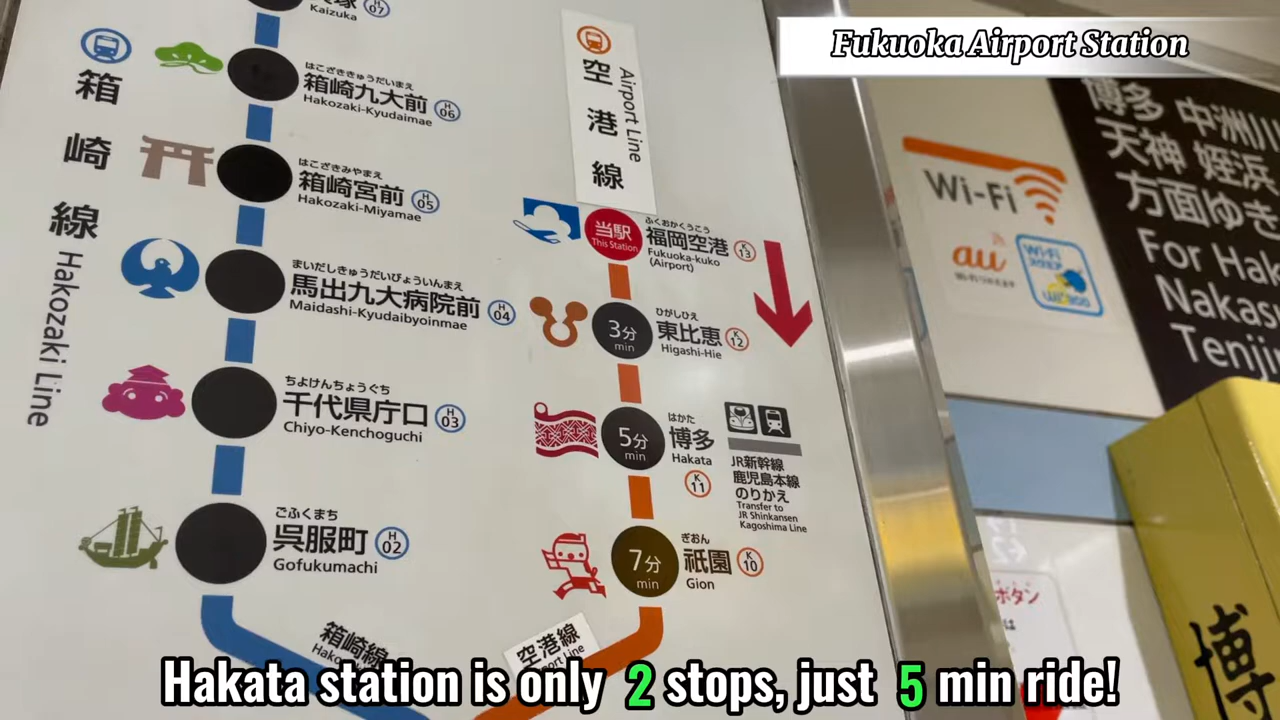 Fukuoka Airport Station
Kaizuka
H 07
箱崎線
Hakozaki Line
はこざききゅうだいまえ
箱崎九大前
Hakozaki-Kyudaimae
H 06
はこざきみやまえ
箱崎宮前
Hakozaki-Miyamae
H 05
まいだしきゅうだいびょういんまえ
馬出九大病院前
Maidashi-Kyudaibyoinmae
H 04
ちよけんちょうぐち
千代県庁口
Chiyo-Kenchoguchi
H 03
ごふくまち
呉服町
Gofukumachi
H 02
箱崎線
空港線
Airport Line
当駅
This Station
ふくおかくうこう
福岡空港
Fukuoka-kuko
(Airport)
K 13
3分
min
ひがしひえ
東比恵
Higashi-Hie
K 12
5分
min
はかた
博多
Hakata
K 11
JR新幹線
鹿児島本線
のりかえ
Transfer to
JR Shinkansen
Kagoshima Line
7分
min
ぎおん
祇園
Gion
K 10
空港線
Wi-Fi
au
Wi-Fi
博多 中洲川
天神 姪浜
方面ゆき
For Hak
Nakasu
Tenjin
ボタン
博
Hakata station is only 2 stops, just 5 min ride!